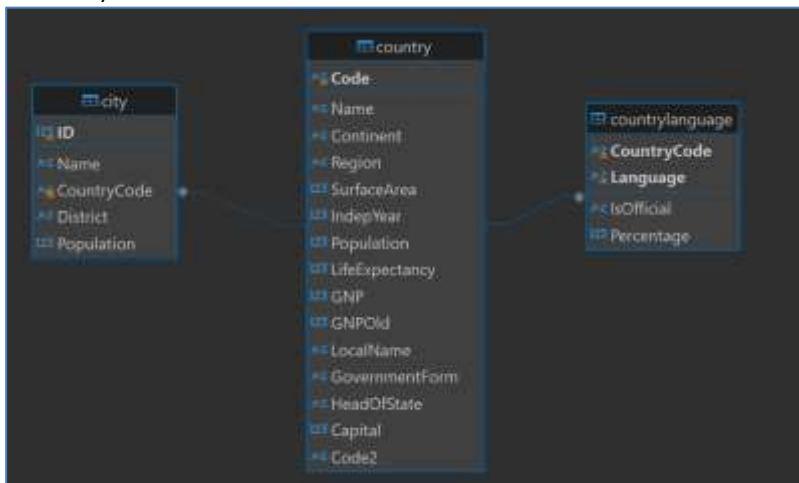 city
ID
Name
CountryCode
District
Population
country
Code
Name
Continent
Region
SurfaceArea
IndepYear
Population
LifeExpectancy
GNP
GNPOld
LocalName
GovernmentForm
HeadOfState
Capital
Code2
countrylanguage
CountryCode
Language
IsOfficial
Percentage